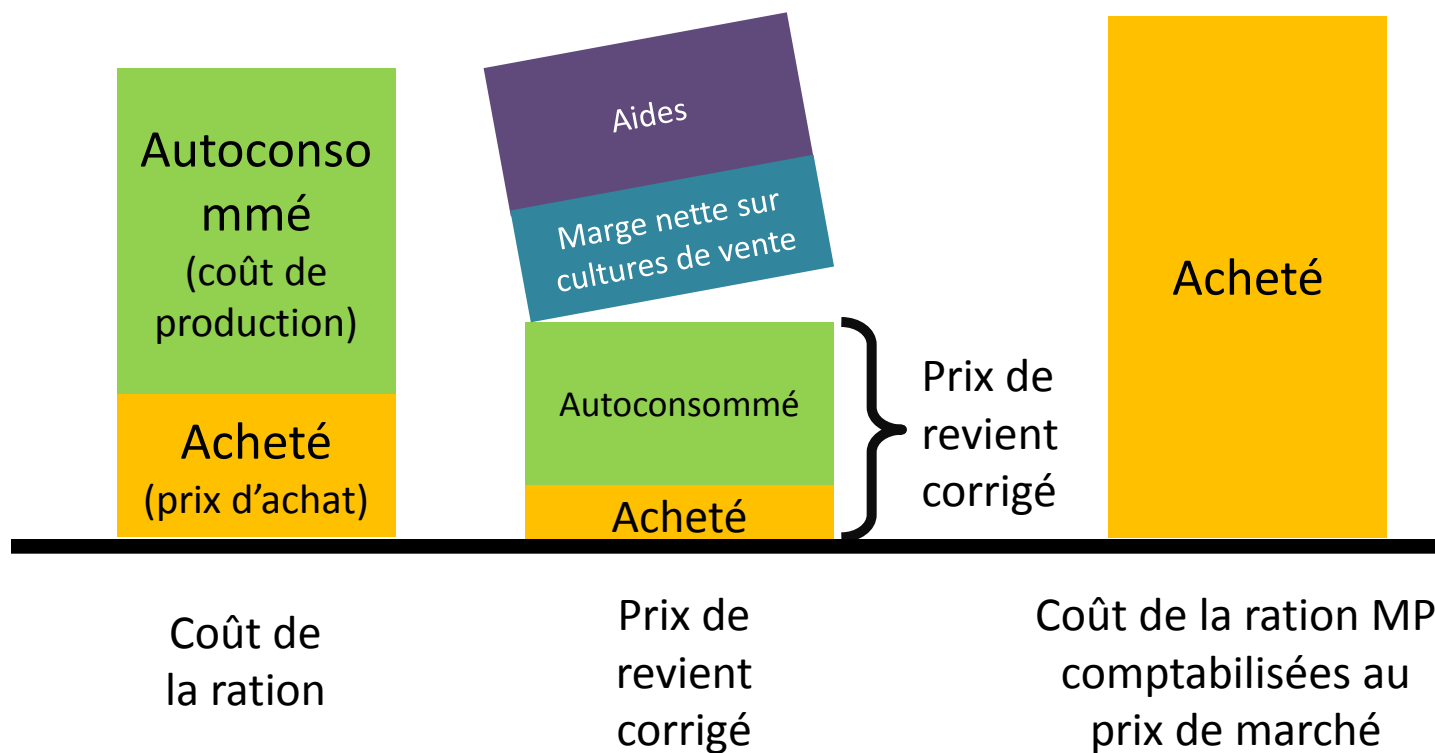 Autoconso
mmé
(coût de
production)
Acheté
(prix d’achat)
Aides
Marge nette sur
cultures de vente
Autoconsommé
Acheté
Prix de
revient
corrigé
Acheté
Coût de
la ration
Prix de
revient
corrigé
Coût de la ration MP
comptabilisées au
prix de marché